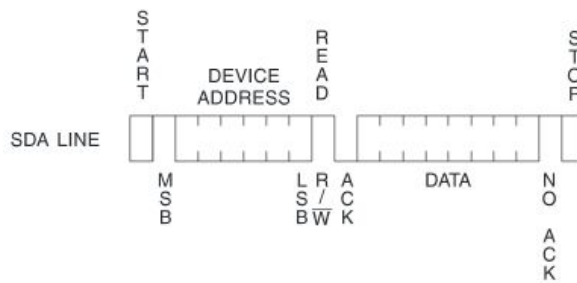 START
READ
STOP
DEVICE
ADDRESS
SDA LINE
MSB
LSB
R/W
ACK
DATA
NO ACK